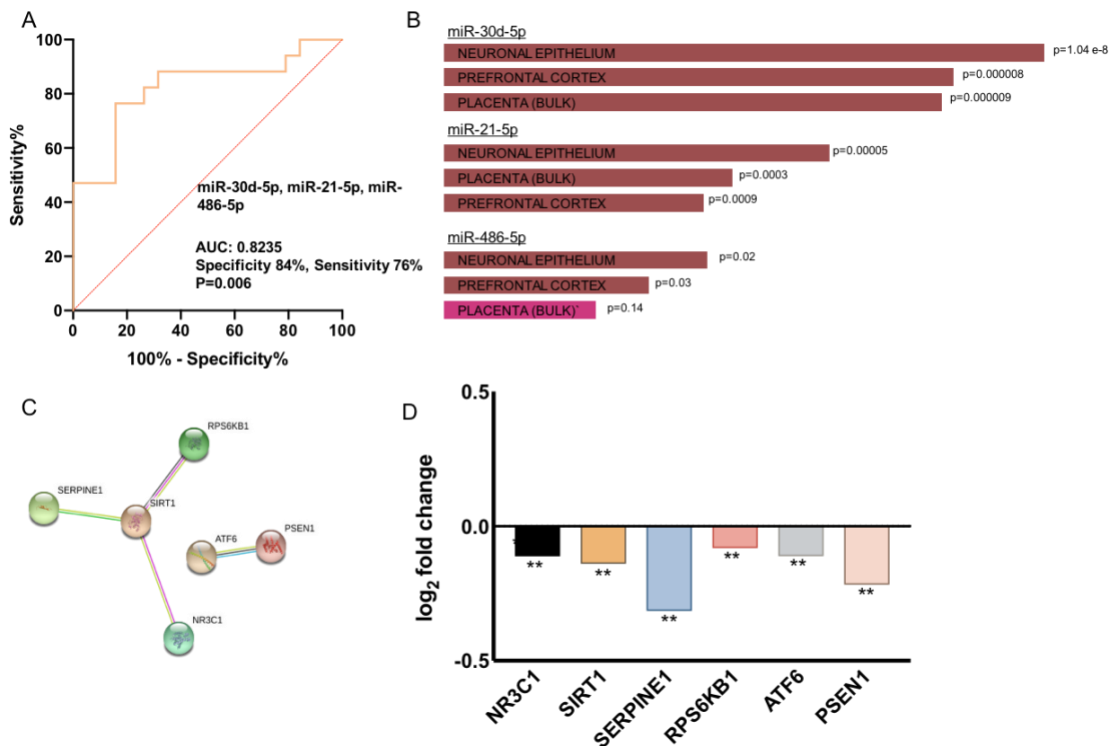 A
100
80
60
40
20
0
Sensitivity%
0 20 40 60 80 100
100% - Specificity%
miR-30d-5p, miR-21-5p, miR-
486-5p
AUC: 0.8235
Specificity 84%, Sensitivity 76%
P=0.006
B
miR-30d-5p
NEURONAL EPITHELIUM p=1.04 e-8
PREFRONTAL CORTEX p=0.000008
PLACENTA (BULK) p=0.000009
miR-21-5p
NEURONAL EPITHELIUM p=0.00005
PLACENTA (BULK) p=0.0003
PREFRONTAL CORTEX p=0.0009
miR-486-5p
NEURONAL EPITHELIUM p=0.02
PREFRONTAL CORTEX p=0.03
PLACENTA (BULK)` p=0.14
C
RPS6KB1
SERPINE1
SIRT1
ATF6
PSEN1
NR3C1
D
0.5
0.0
-0.5
log2 fold change
** ** ** ** ** **
NR3C1 SIRT1 SERPINE1 RPS6KB1 ATF6 PSEN1